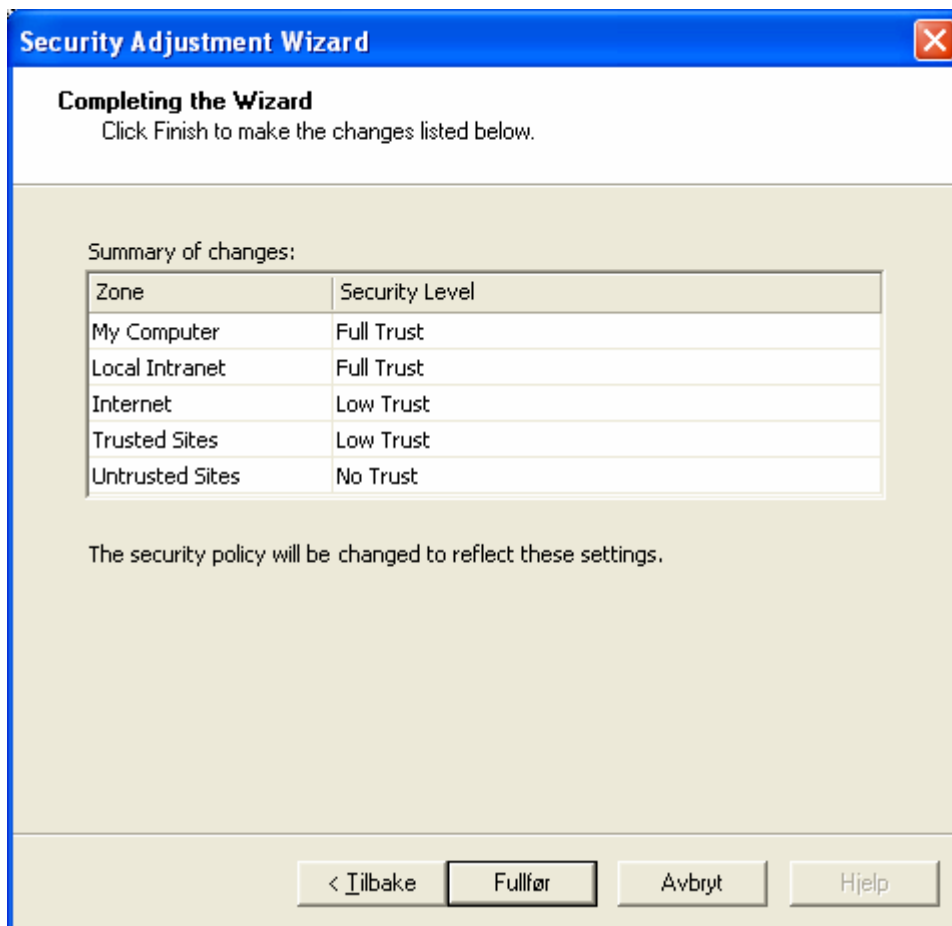 Security Adjustment Wizard
Completing the Wizard
Click Finish to make the changes listed below.
Summary of changes:
Zone Security Level
My Computer Full Trust
Local Intranet Full Trust
Internet Low Trust
Trusted Sites Low Trust
Untrusted Sites No Trust
The security policy will be changed to reflect these settings.
< Tilbake Fullfør Avbryt Hjelp